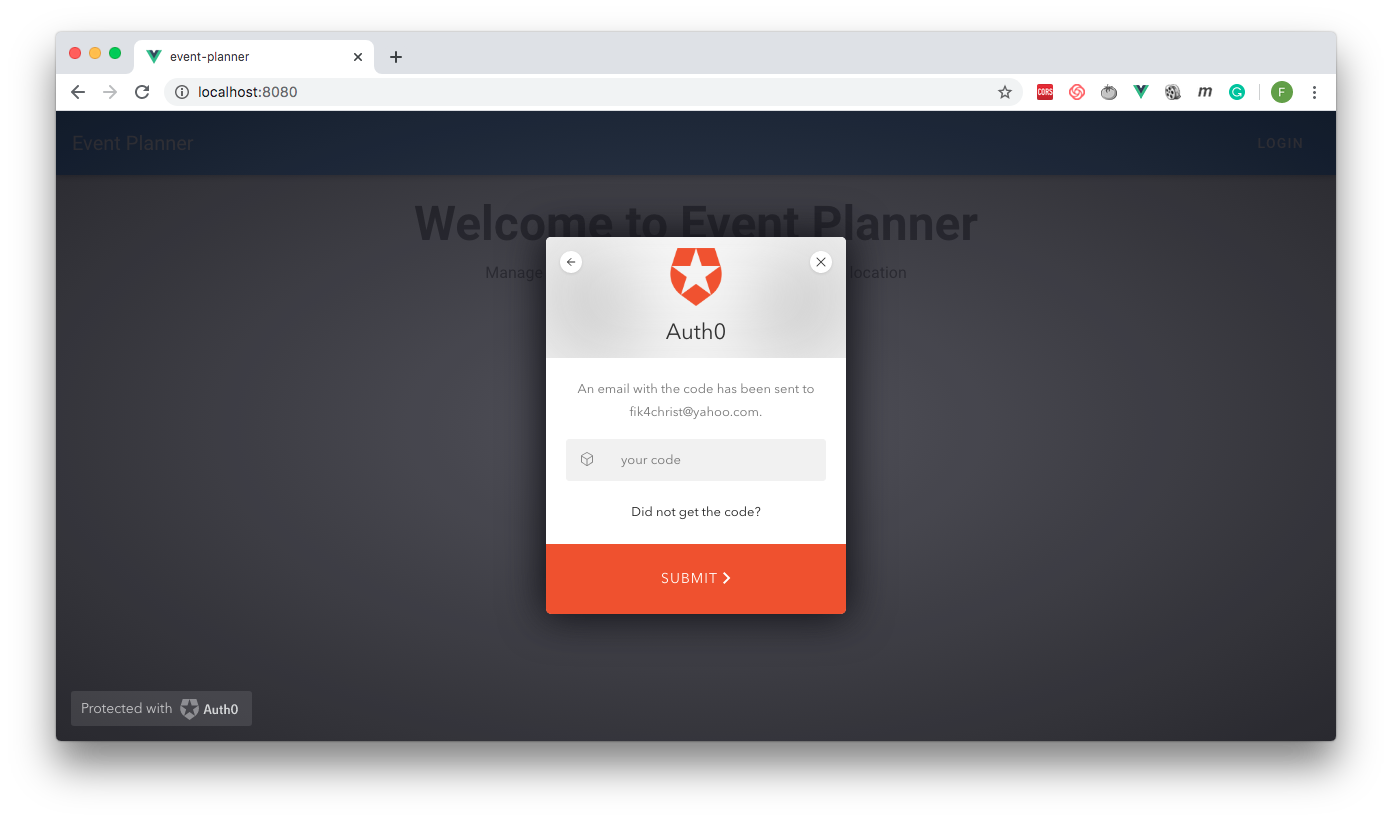 event-planner
localhost:8080
CORS
m
G
F
Event Planner
LOGIN
Welcome to Event Planner
Manage
location
Auth0
An email with the code has been sent to
fik4christ@yahoo.com.
your code
Did not get the code?
SUBMIT
Protected with Auth0